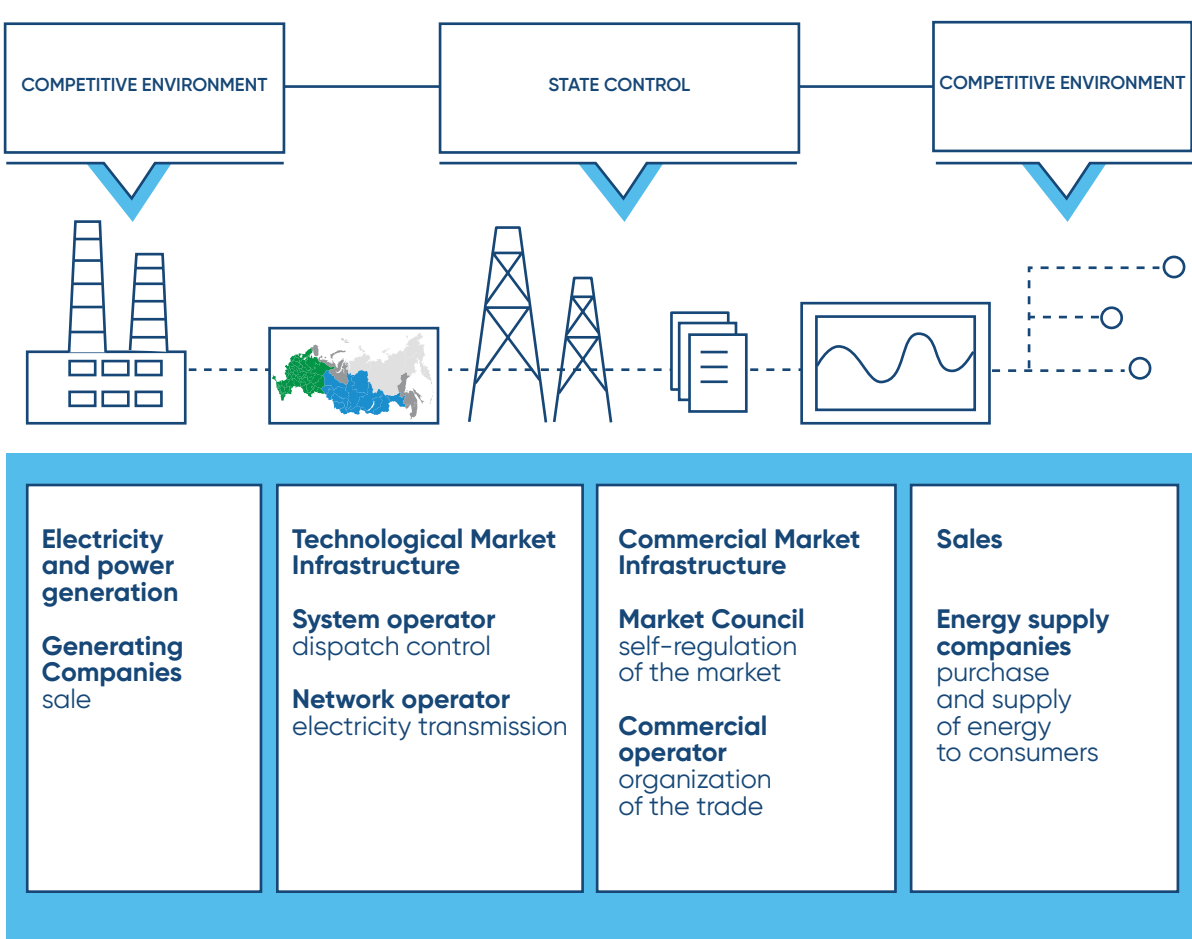 COMPETITIVE ENVIRONMENT
STATE CONTROL
COMPETITIVE ENVIRONMENT
Electricity
and power
generation
Generating
Companies
sale
Technological Market
Infrastructure
System operator
dispatch control
Network operator
electricity transmission
Commercial Market
Infrastructure
Market Council
self-regulation
of the market
Commercial
operator
organization
of the trade
Sales
Energy supply
companies
purchase
and supply
of energy
to consumers